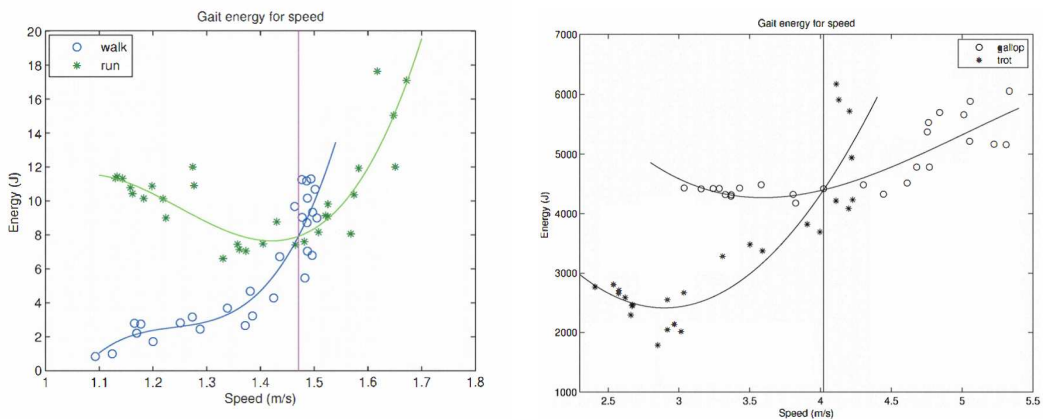 Gait energy for speed
20
18
16
14
12
10
8
6
4
2
0
Energy (J)
walk
run
1 1.1 1.2 1.3 1.4 1.5 1.6 1.7 1.8
Speed (m/s)
Gait energy for speed
7000
6000
5000
4000
3000
2000
1000
Energy (J)
gallop
trot
2.5 3 3.5 4 4.5 5 5.5
Speed (m/s)